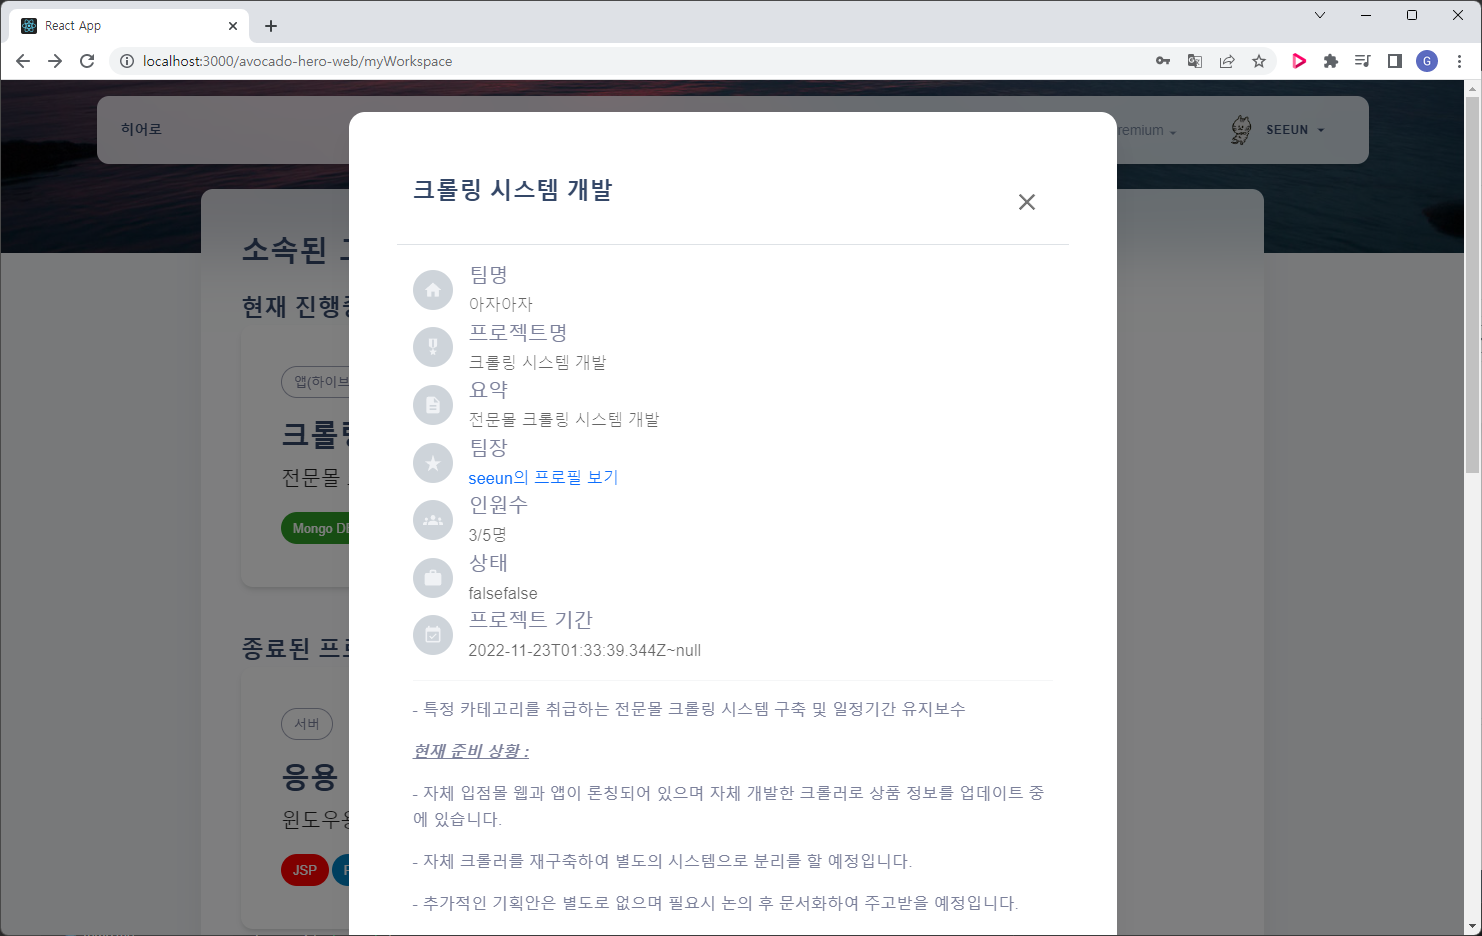 React App
localhost:3000/avocado-hero-web/myWorkspace
G
히어로
remium
SEEUN
소속된
현재 진행중
앱(하이브
크롤링
전문몰
Mongo D
종료된 프로
서버
응용
윈도우용
JSP
크롤링 시스템 개발
팀명
아자아자
프로젝트명
크롤링 시스템 개발
요약
전문몰 크롤링 시스템 개발
팀장
seeun의 프로필 보기
인원수
3/5명
상태
falsefalse
프로젝트 기간
2022-11-23T01:33:39.344Z~null
- 특정 카테고리를 취급하는 전문몰 크롤링 시스템 구축 및 일정기간 유지보수
현재 준비 상황 :
- 자체 입점몰 웹과 앱이 론칭되어 있으며 자체 개발한 크롤러로 상품 정보를 업데이트 중
에 있습니다.
- 자체 크롤러를 재구축하여 별도의 시스템으로 분리를 할 예정입니다.
- 추가적인 기획안은 별도로 없으며 필요시 논의 후 문서화하여 주고받을 예정입니다.